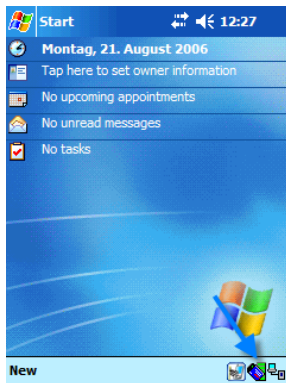 Start 12:27
Montag, 21. August 2006
Tap here to set owner information
No upcoming appointments
No unread messages
No tasks
New